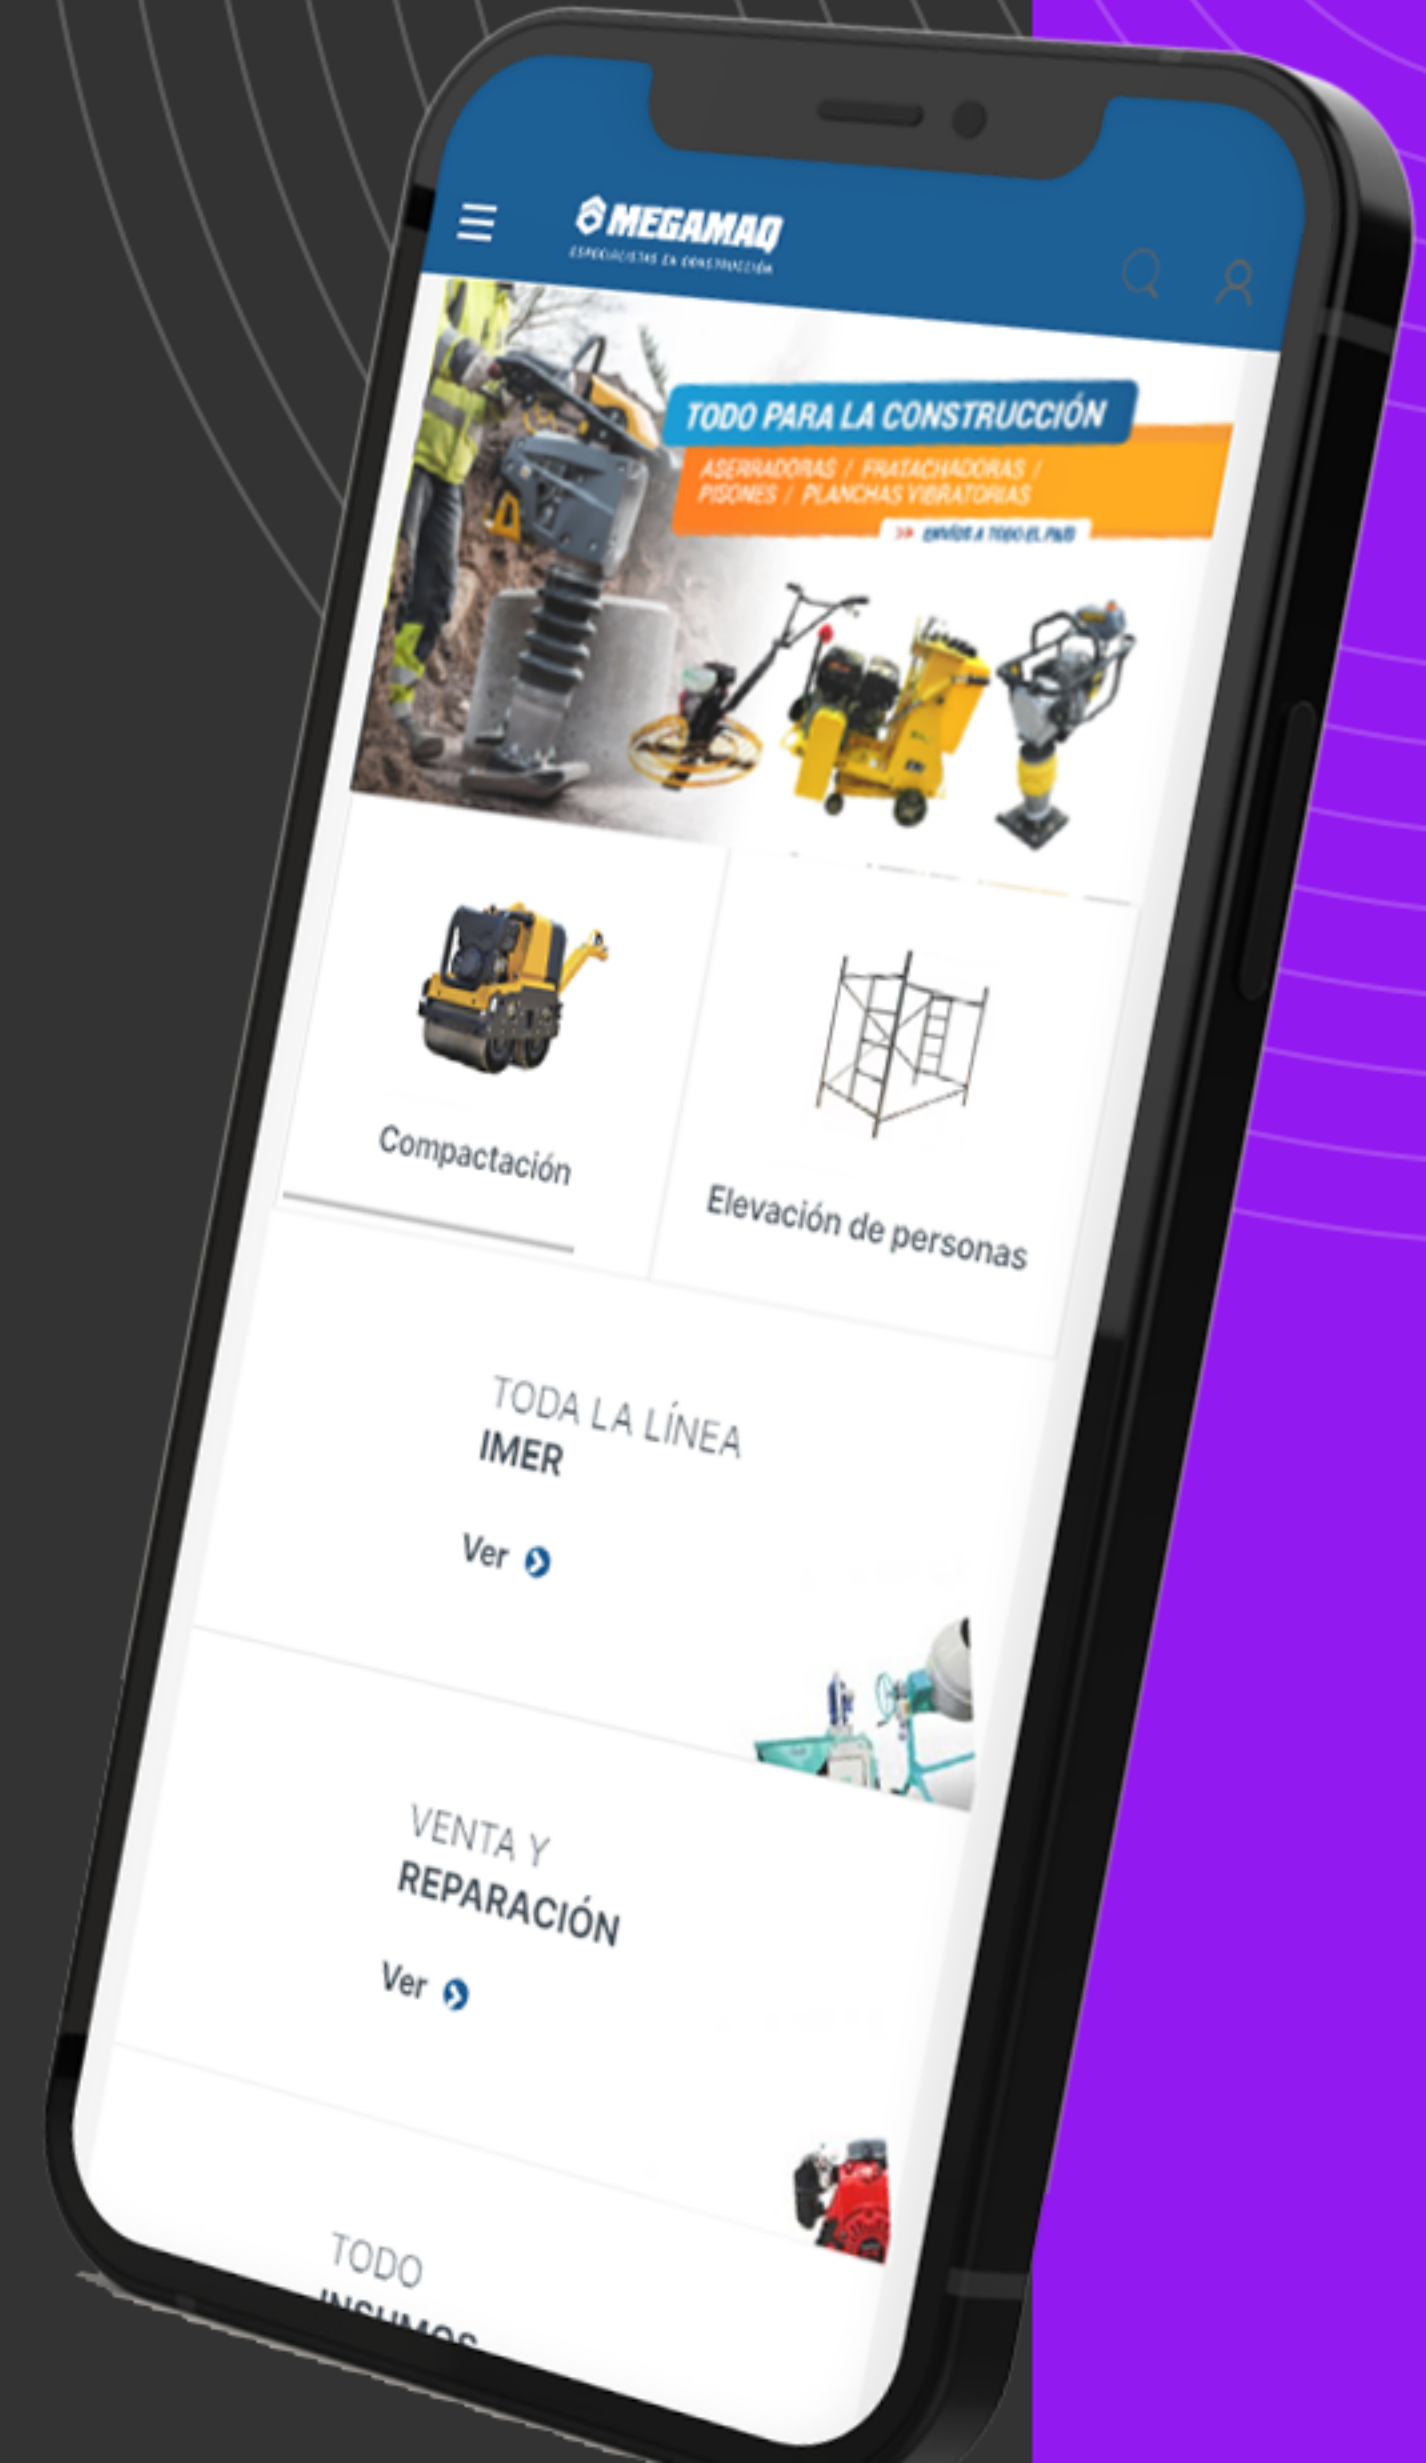 MEGAMAQ
ESPECIALISTAS EN CONSTRUCCIÓN
TODO PARA LA CONSTRUCCIÓN
ASERRADORAS / FRATACHADORAS /
PISONES / PLANCHAS VIBRATORIAS
>> ENVÍOS A TODO EL PAÍS
Compactación
Elevación de personas
TODA LA LÍNEA
IMER
Ver
VENTA Y
REPARACIÓN
Ver
TODO
INSUMOS